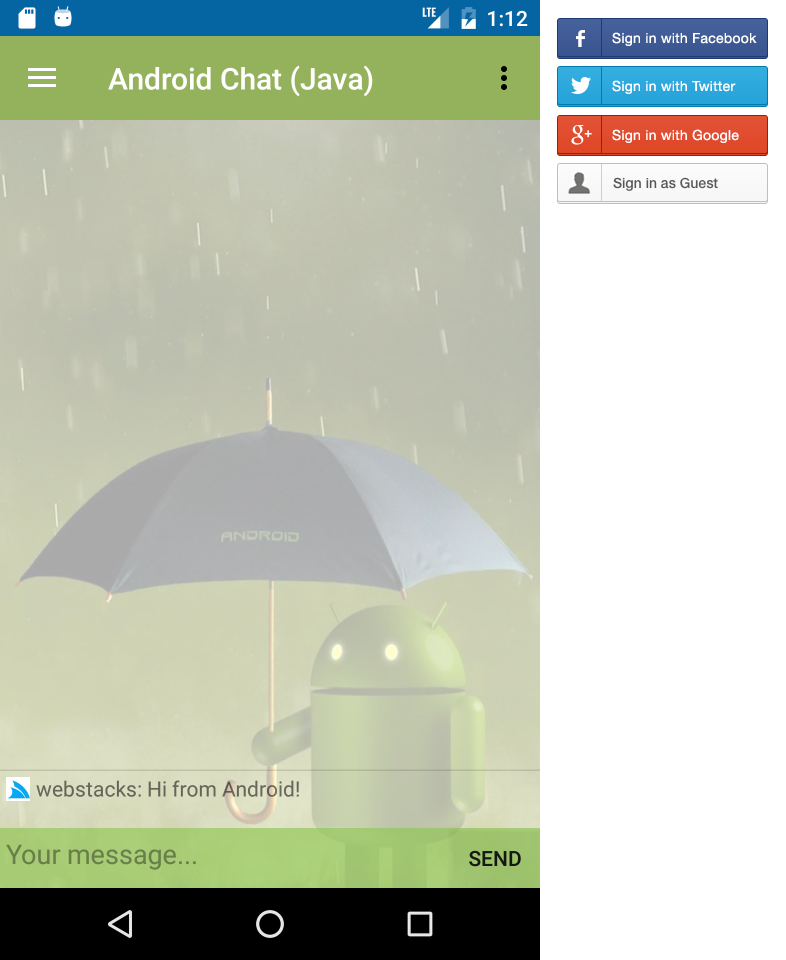 LTE 1:12
Android Chat (Java)
ANDROID
webstacks: Hi from Android!
Your message...
SEND
Sign in with Facebook
Sign in with Twitter
g+ Sign in with Google
Sign in as Guest